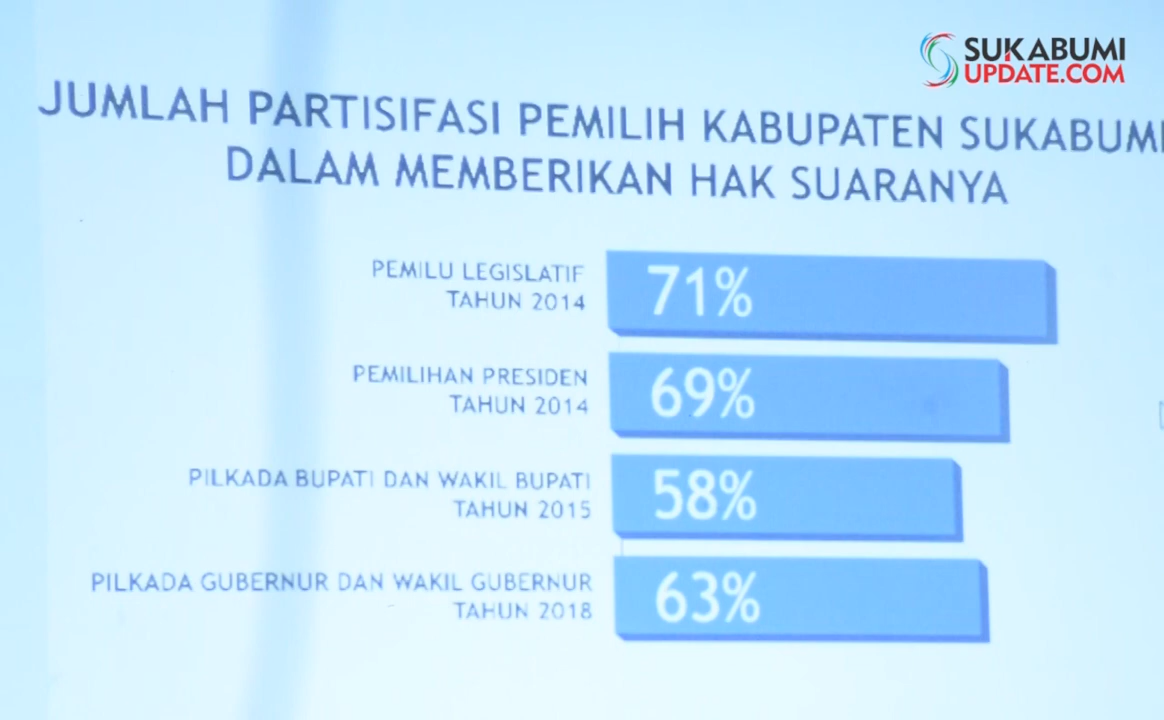 SUKABUMI
UPDATE.COM
JUMLAH PARTISIFASI PEMILIH KABUPATEN SUKABUMI
DALAM MEMBERIKAN HAK SUARANYA
PEMILU LEGISLATIF
TAHUN 2014
71%
PEMILIHAN PRESIDEN
TAHUN 2014
69%
PILKADA BUPATI DAN WAKIL BUPATI
TAHUN 2015
58%
PILKADA GUBERNUR DAN WAKIL GUBERNUR
TAHUN 2018
63%